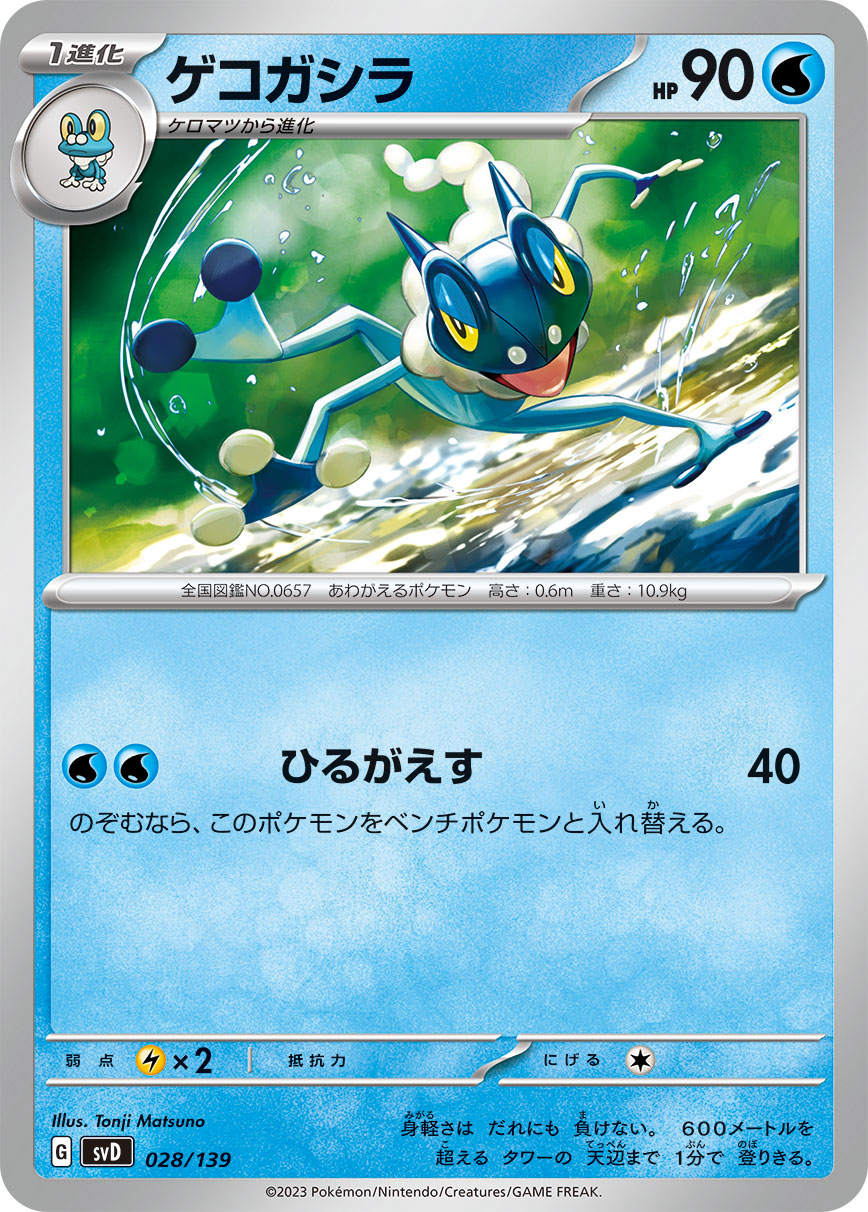 1進化
ゲコガシラ
HP 90
ケロマツから進化
全国図鑑NO.0657 あわがえるポケモン 高さ:0.6m 重さ:10.9kg
ひるがえす 40
のぞむなら、このポケモンをベンチポケモンと入れ替える。
弱点 ×2 抵抗力 にげる
Illus. Tonji Matsuno
身軽さは だれにも 負けない。 600メートルを
超える タワーの 天辺まで 1分で 登りきる。
G svD 028/139
©2023 Pokémon/Nintendo/Creatures/GAME FREAK.